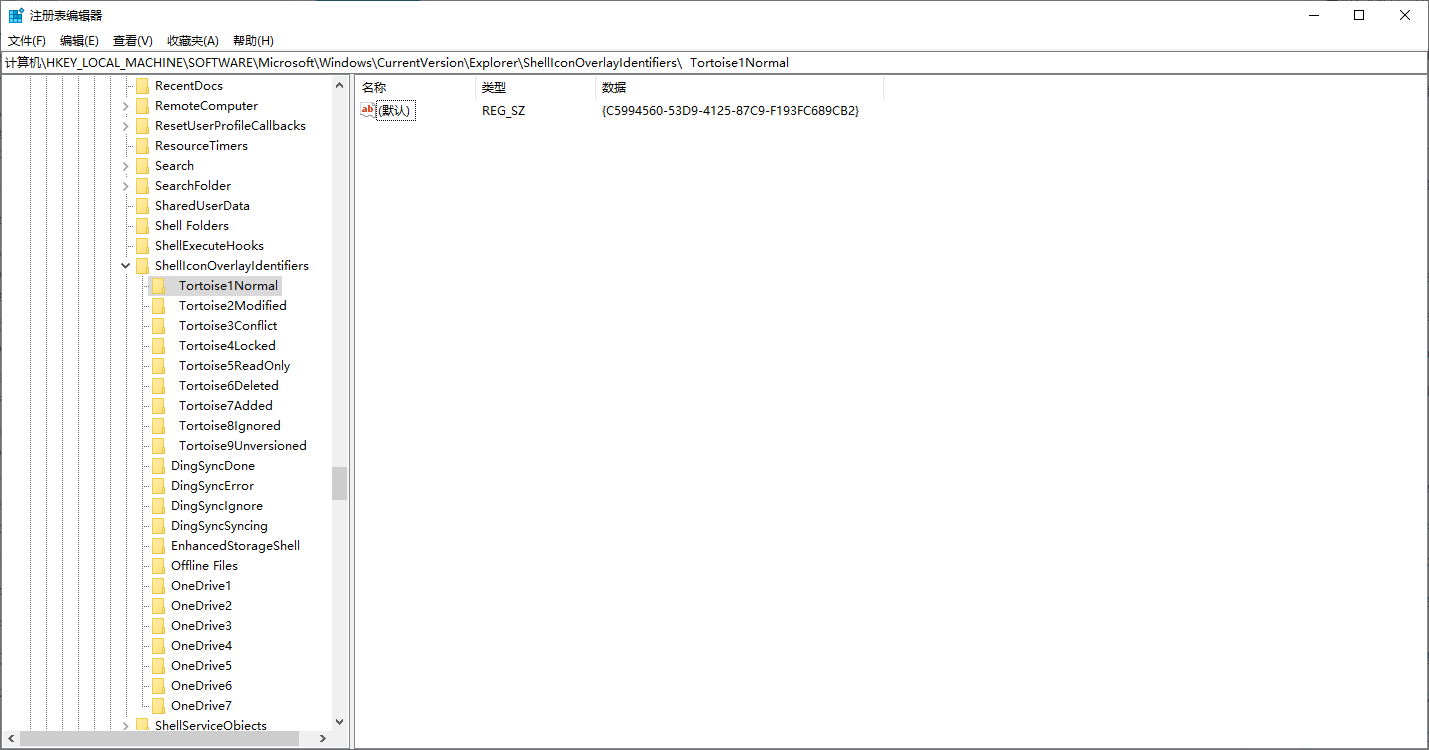 注册表编辑器
文件(F) 编辑(E) 查看(V) 收藏夹(A) 帮助(H)
计算机\HKEY_LOCAL_MACHINE\SOFTWARE\Microsoft\Windows\CurrentVersion\Explorer\ShellIconOverlayIdentifiers\  Tortoise1Normal
RecentDocs
RemoteComputer
ResetUserProfileCallbacks
ResourceTimers
Search
SearchFolder
SharedUserData
Shell Folders
ShellExecuteHooks
ShellIconOverlayIdentifiers
Tortoise1Normal
Tortoise2Modified
Tortoise3Conflict
Tortoise4Locked
Tortoise5ReadOnly
Tortoise6Deleted
Tortoise7Added
Tortoise8Ignored
Tortoise9Unversioned
DingSyncDone
DingSyncError
DingSyncIgnore
DingSyncSyncing
EnhancedStorageShell
Offline Files
OneDrive1
OneDrive2
OneDrive3
OneDrive4
OneDrive5
OneDrive6
OneDrive7
ShellServiceObjects
名称 类型 数据
ab (默认) REG_SZ {C5994560-53D9-4125-87C9-F193FC689CB2}